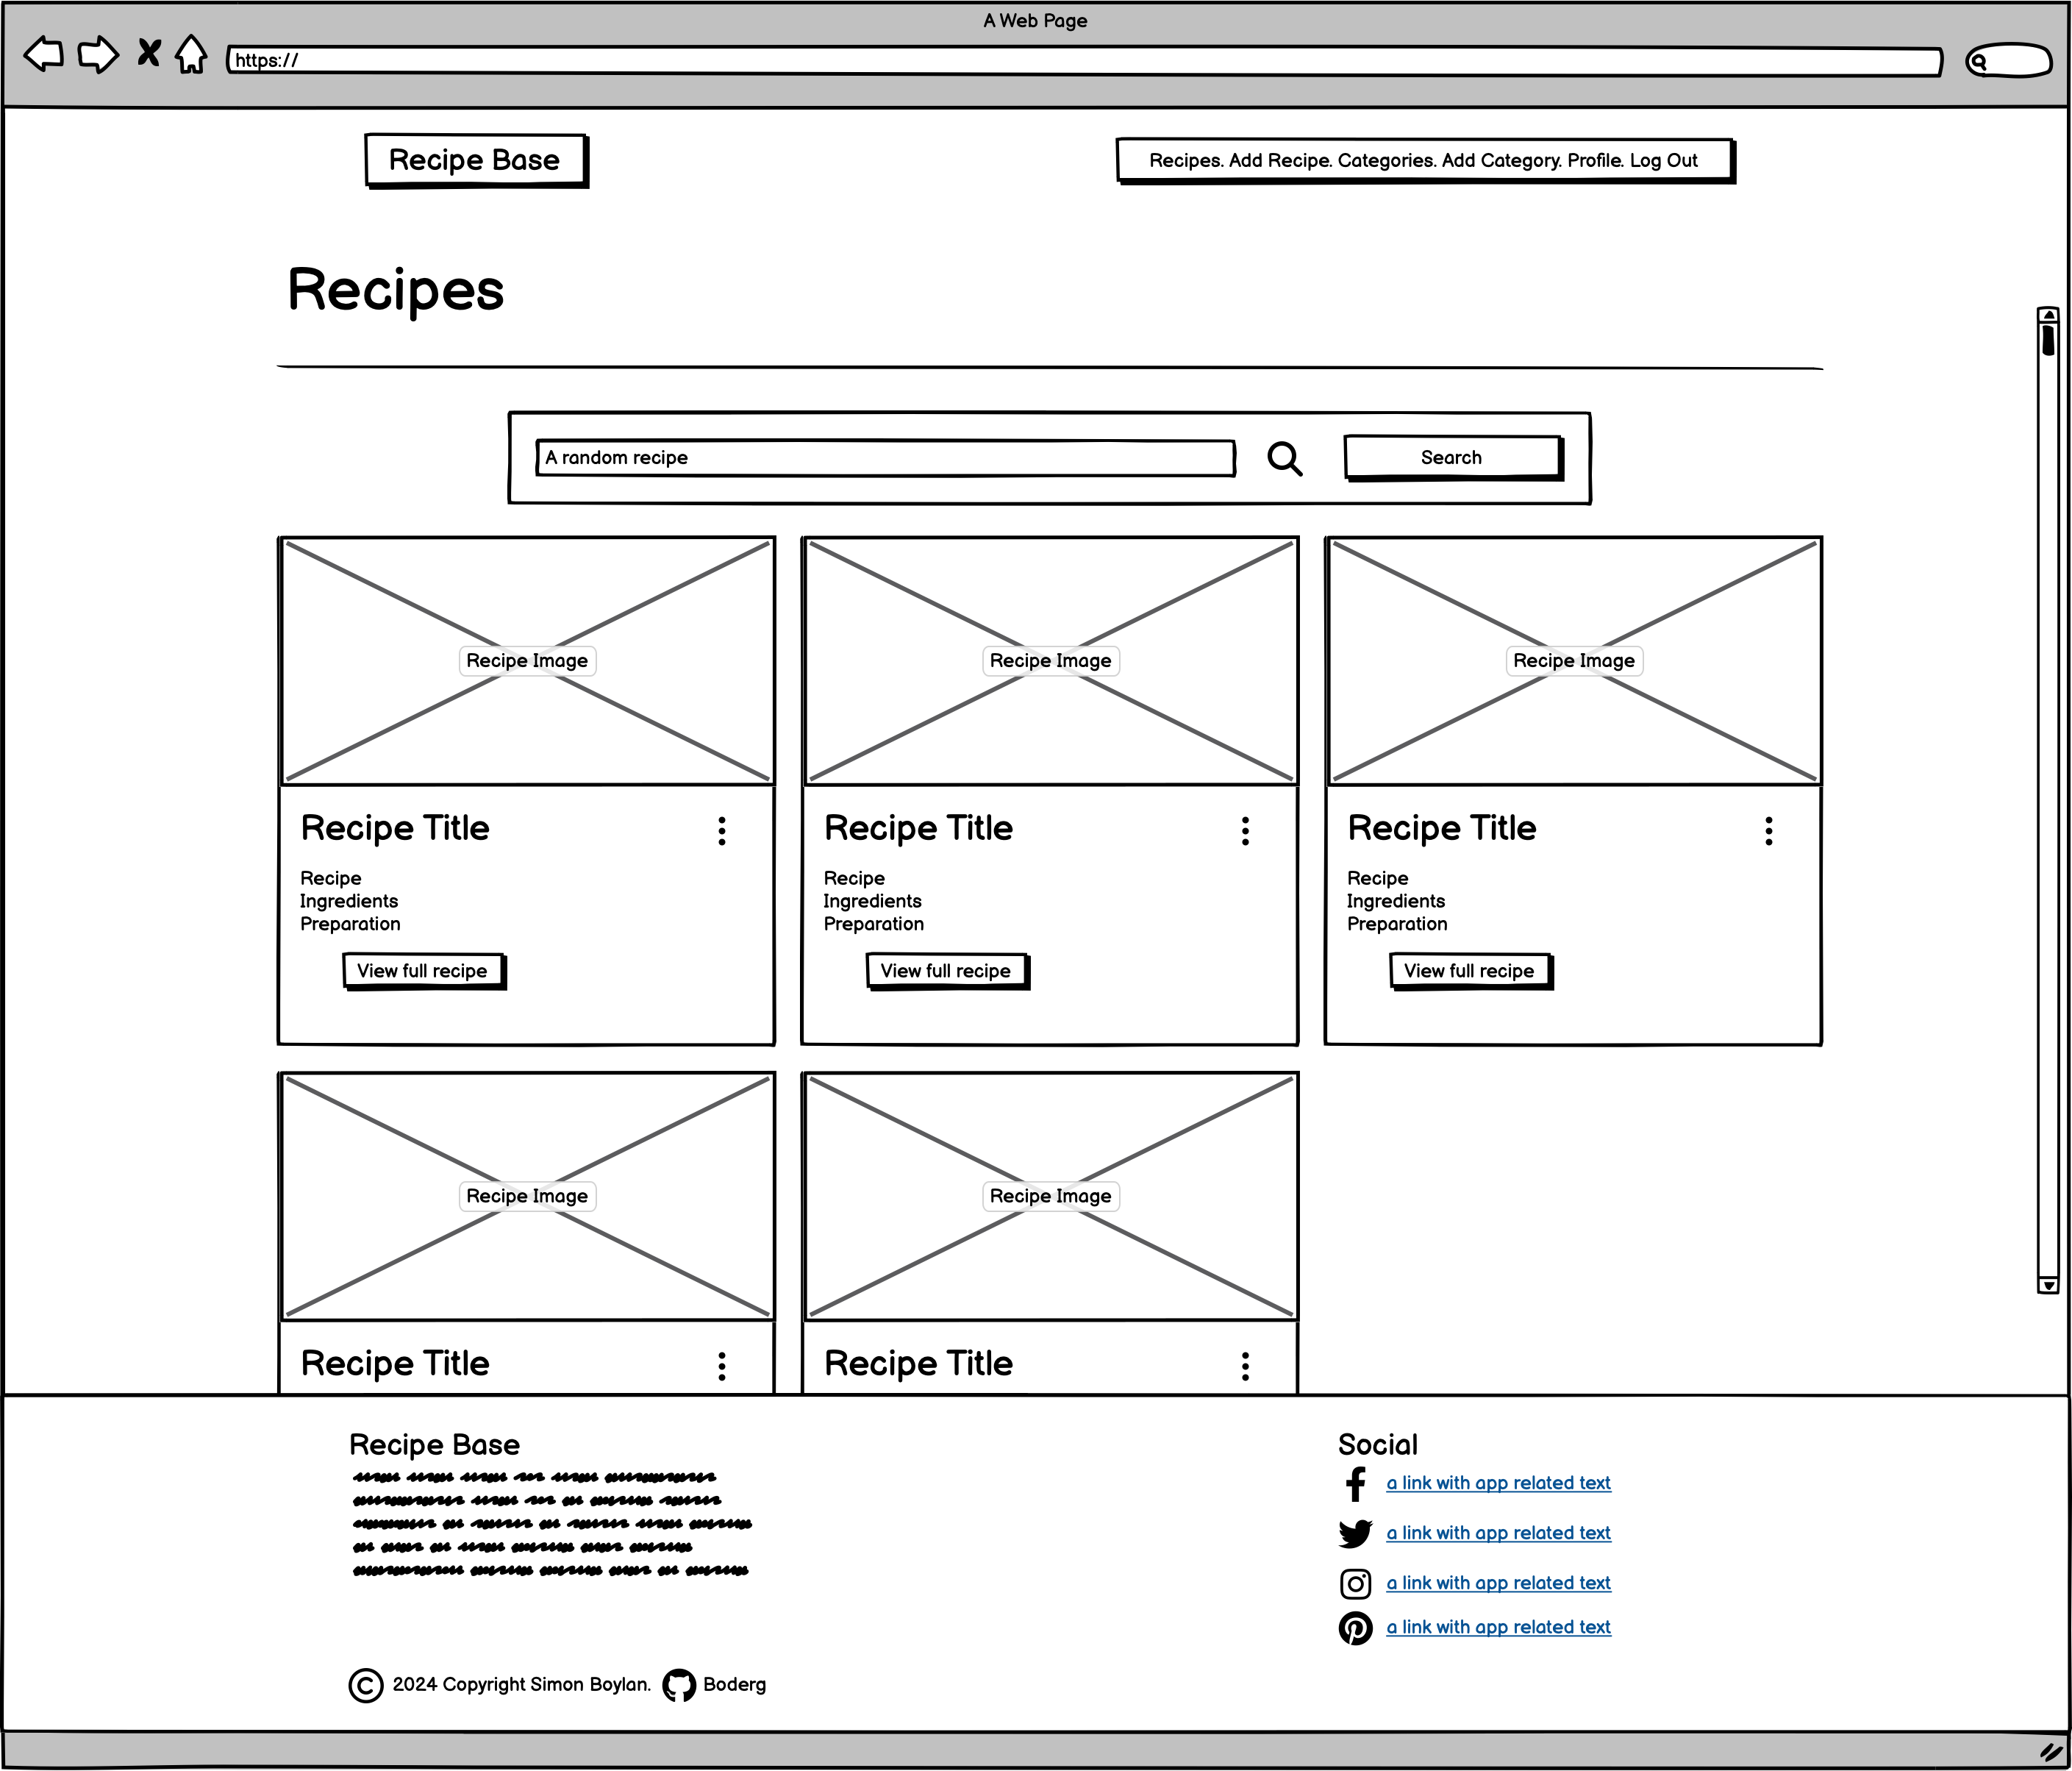 A Web Page
https://
Recipe Base
Recipes. Add Recipe. Categories. Add Category. Profile. Log Out
Recipes
A random recipe
Search
Recipe Image
Recipe Image
Recipe Image
Recipe Title
Recipe
Ingredients
Preparation
View full recipe
Recipe Title
Recipe
Ingredients
Preparation
View full recipe
Recipe Title
Recipe
Ingredients
Preparation
View full recipe
Recipe Image
Recipe Image
Recipe Title
Recipe Title
Recipe Base
Social
a link with app related text
a link with app related text
a link with app related text
a link with app related text
© 2024 Copyright Simon Boylan. Boderg